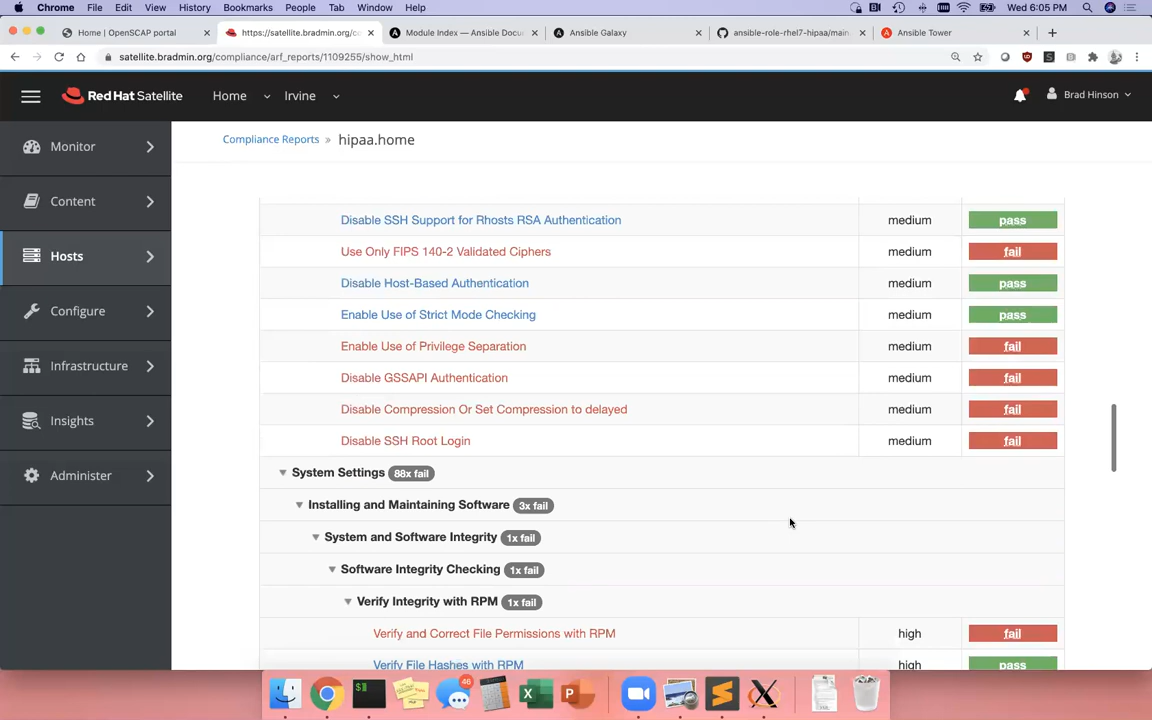 Chrome File Edit View History Bookmarks People Tab Window Help Wed 6:05 PM
Home | OpenSCAP portal × https://satellite.bradmin.org/co × Module Index — Ansible Docu × Ansible Galaxy × ansible-role-rhel7-hipaa/main × Ansible Tower × +
satellite.bradmin.org/compliance/arf_reports/1109255/show_html
Red Hat Satellite Home Irvine Brad Hinson
Monitor
Content
Hosts
Configure
Infrastructure
Insights
Administer
Compliance Reports » hipaa.home
Disable SSH Support for Rhosts RSA Authentication medium pass
Use Only FIPS 140-2 Validated Ciphers medium fail
Disable Host-Based Authentication medium pass
Enable Use of Strict Mode Checking medium pass
Enable Use of Privilege Separation medium fail
Disable GSSAPI Authentication medium fail
Disable Compression Or Set Compression to delayed medium fail
Disable SSH Root Login medium fail
System Settings 88x fail
Installing and Maintaining Software 3x fail
System and Software Integrity 1x fail
Software Integrity Checking 1x fail
Verify Integrity with RPM 1x fail
Verify and Correct File Permissions with RPM high fail
Verify File Hashes with RPM high pass
46